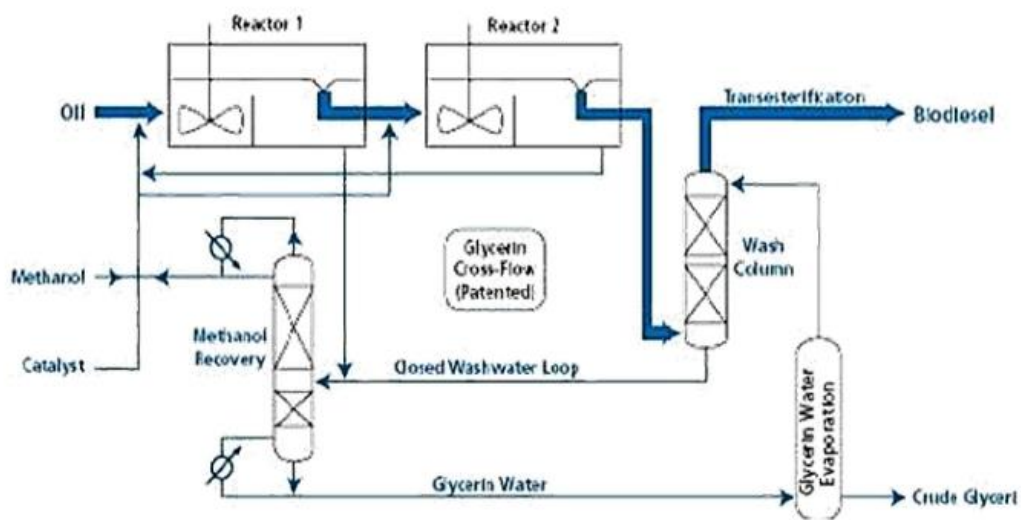 Reactor 1
Reactor 2
Oil
Transesterification
Biodiesel
Glycerin
Cross-Flow
(Patented)
Wash
Column
Methanol
Methanol
Recovery
Catalyst
Closed Washwater Loop
Glycerin Water
Evaporation
Glycerin Water
Crude Glyceri